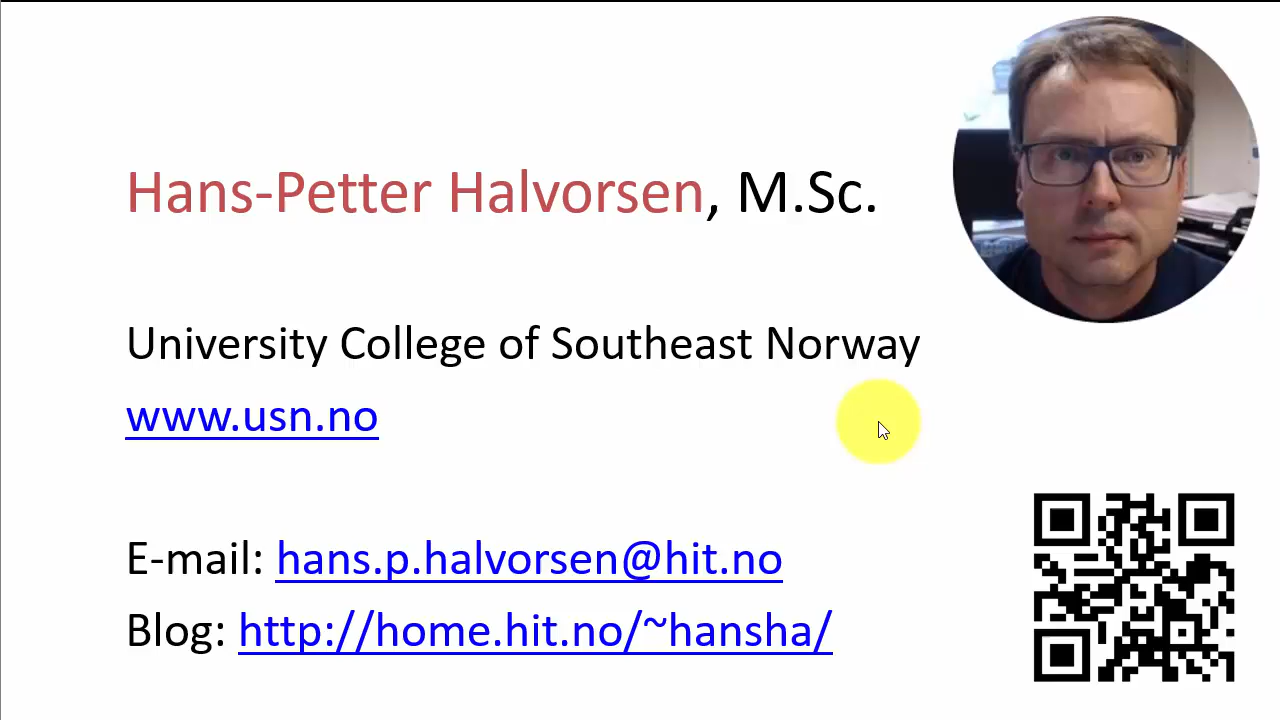 Hans-Petter Halvorsen, M.Sc.
University College of Southeast Norway
www.usn.no
E-mail: hans.p.halvorsen@hit.no
Blog: http://home.hit.no/~hansha/